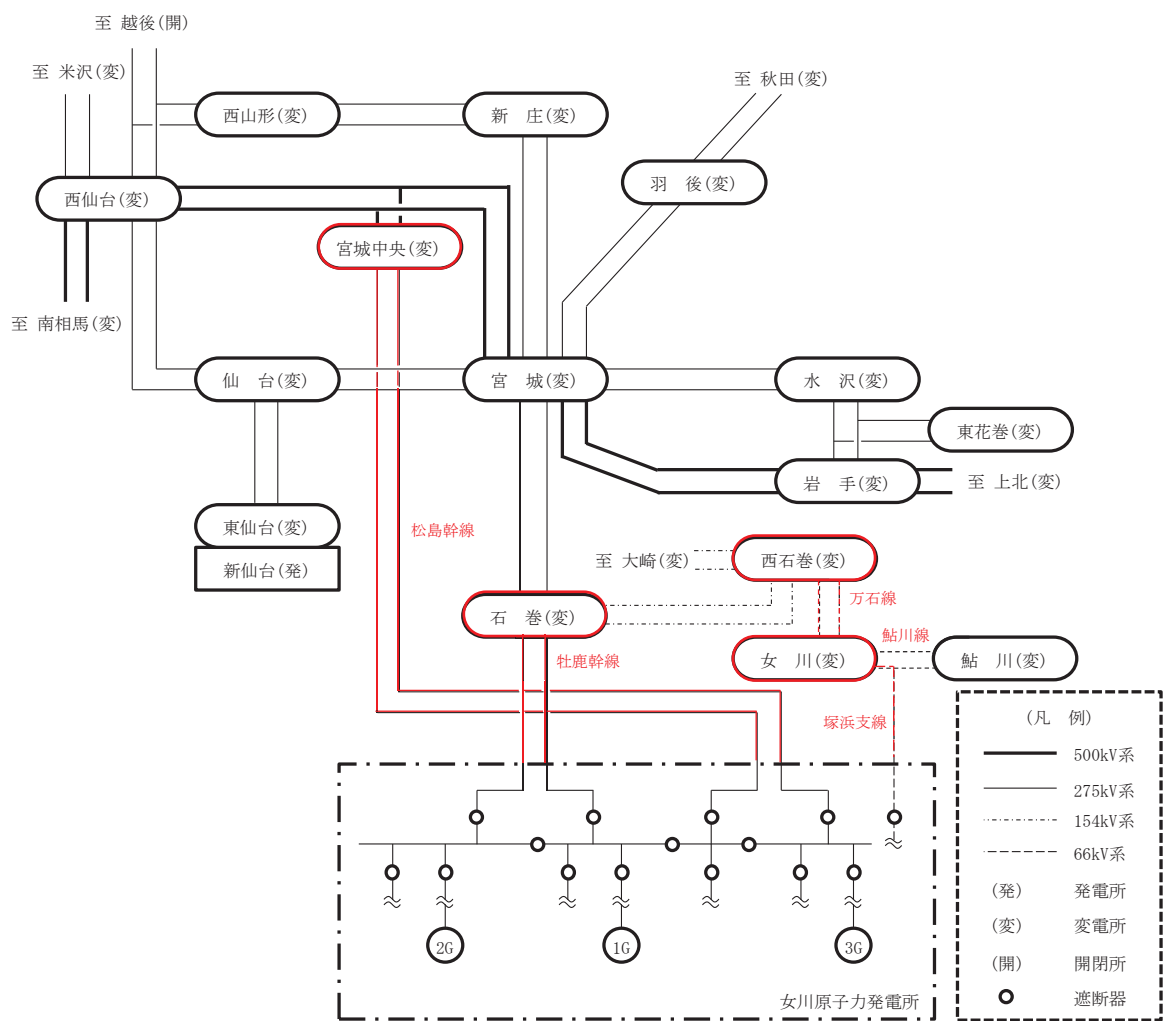 至 越後(開)
至 米沢(変)
至 秋田(変)
西山形(変)
新 庄(変)
羽 後(変)
西仙台(変)
宮城中央(変)
至 南相馬(変)
仙 台(変)
宮 城(変)
水 沢(変)
東花巻(変)
岩 手(変)
至 上北(変)
東仙台(変)
新仙台(発)
松島幹線
至 大崎(変)
西石巻(変)
万石線
石 巻(変)
鮎川線
牡鹿幹線
女 川(変)
鮎 川(変)
塚浜支線
(凡 例)
500kV系
275kV系
154kV系
66kV系
(発) 発電所
(変) 変電所
(開) 開閉所
遮断器
2G
1G
3G
女川原子力発電所